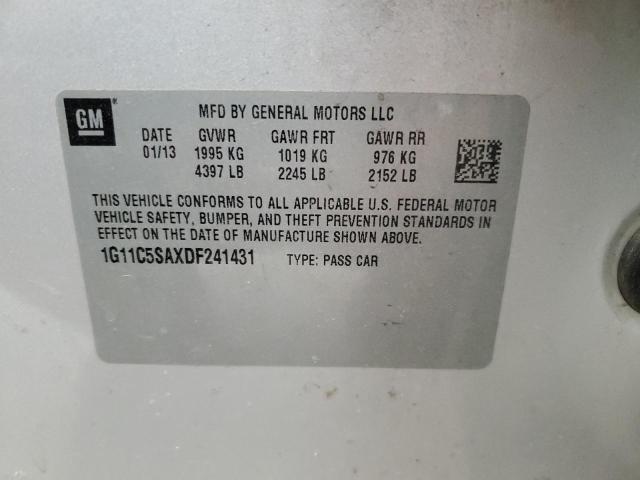 GM
MFD BY GENERAL MOTORS LLC
DATE GVWR GAWR FRT GAWR RR
01/13 1995 KG 1019 KG 976 KG
4397 LB 2245 LB 2152 LB
THIS VEHICLE CONFORMS TO ALL APPLICABLE U.S. FEDERAL MOTOR
VEHICLE SAFETY, BUMPER, AND THEFT PREVENTION STANDARDS IN
EFFECT ON THE DATE OF MANUFACTURE SHOWN ABOVE.
1G11C5SAXDF241431 TYPE: PASS CAR